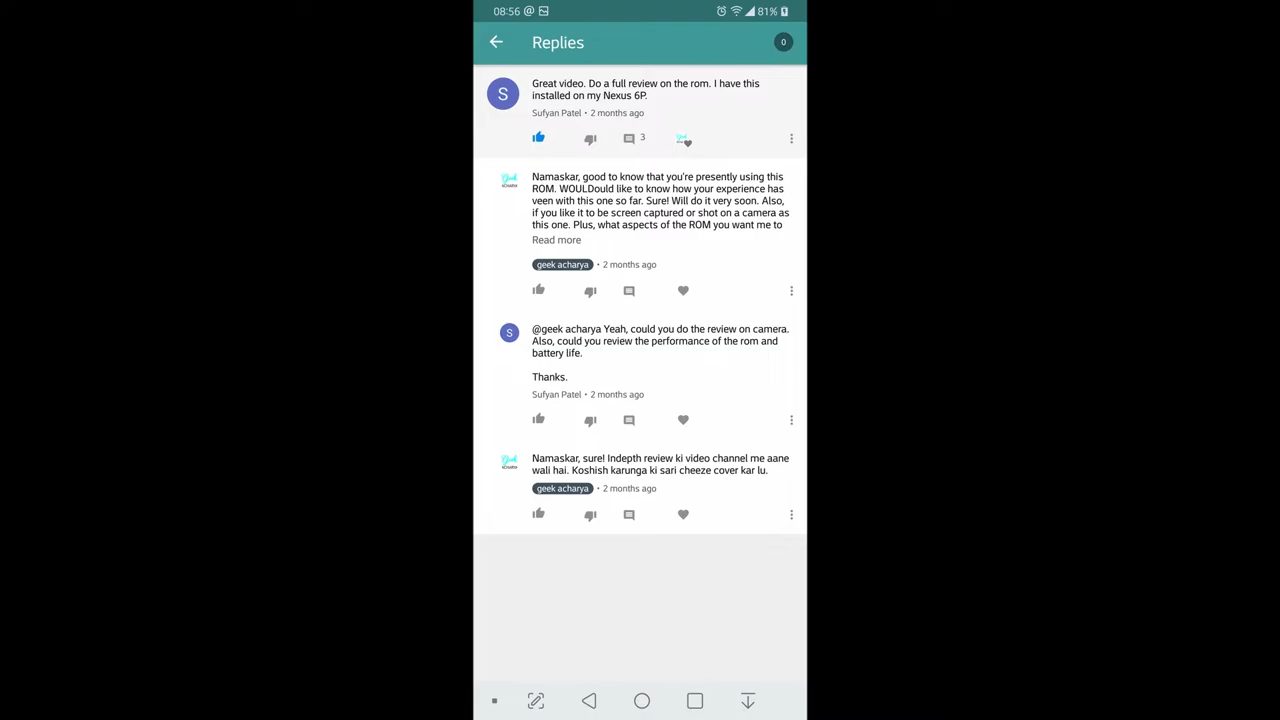 08:56 @ 81%
Replies 0
S
Great video. Do a full review on the rom. I have this
installed on my Nexus 6P.
Sufyan Patel • 2 months ago
3
Namaskar, good to know that you're presently using this
ROM. WOULDould like to know how your experience has
veen with this one so far. Sure! Will do it very soon. Also,
if you like it to be screen captured or shot on a camera as
this one. Plus, what aspects of the ROM you want me to
Read more
geek acharya • 2 months ago
S
@geek acharya Yeah, could you do the review on camera.
Also, could you review the performance of the rom and
battery life.
Thanks.
Sufyan Patel • 2 months ago
Namaskar, sure! Indepth review ki video channel me aane
wali hai. Koshish karunga ki sari cheeze cover kar lu.
geek acharya • 2 months ago